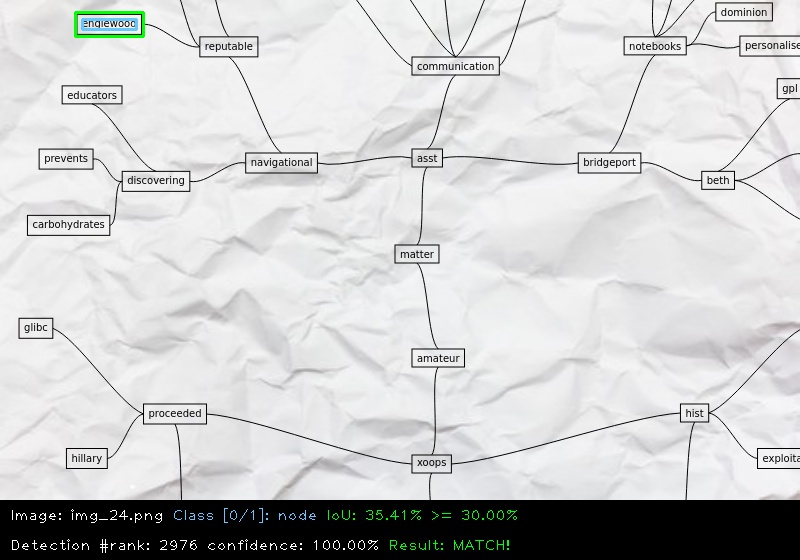 dominion
englewood
reputable
notebooks
personalise
communication
gpl
educators
prevents
navigational
asst
bridgeport
discovering
beth
carbohydrates
matter
glibc
amateur
proceeded
hist
hillary
xoops
exploita
Image: img_24.png Class [0/1]: node IoU: 35.41% >= 30.00%
Detection #rank: 2976 confidence: 100.00% Result: MATCH!